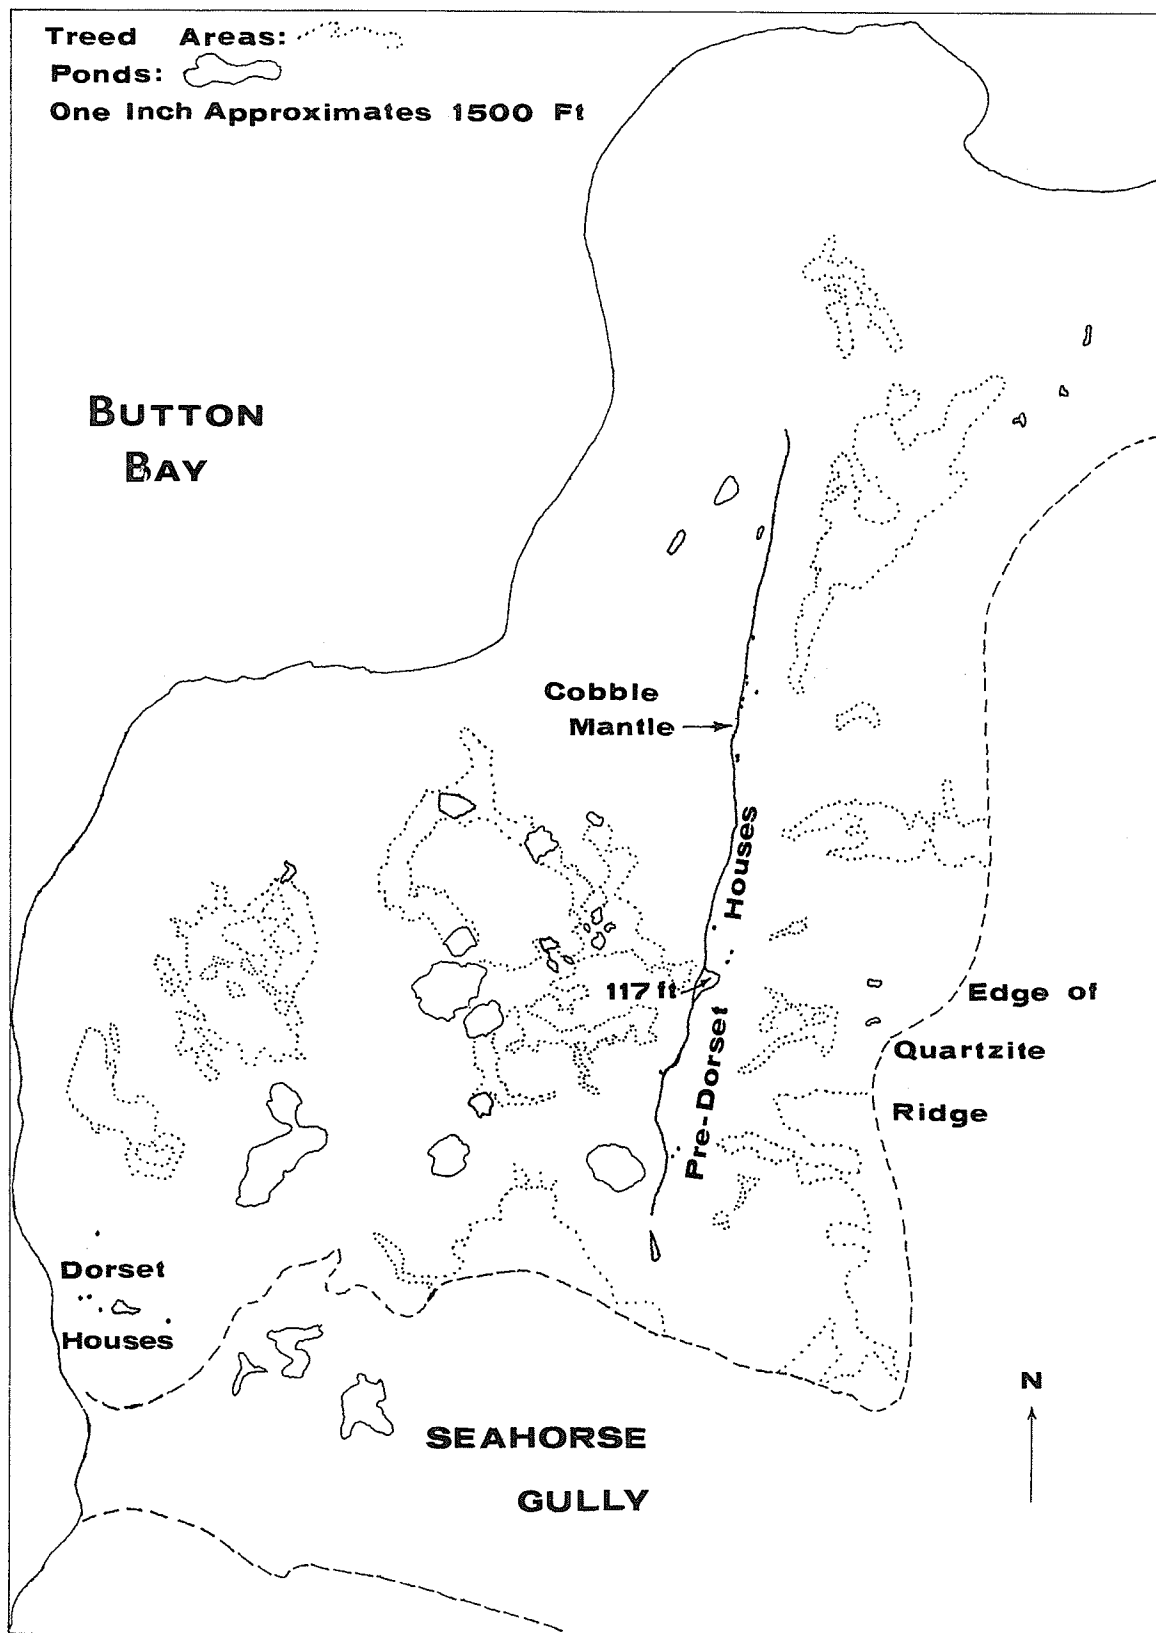 Treed Areas:
Ponds:
One Inch Approximates 1500 Ft
BUTTON
BAY
Cobble
Mantle
Houses
117 ft
Pre-Dorset
Edge of
Quartzite
Ridge
Dorset
Houses
N
SEAHORSE
GULLY